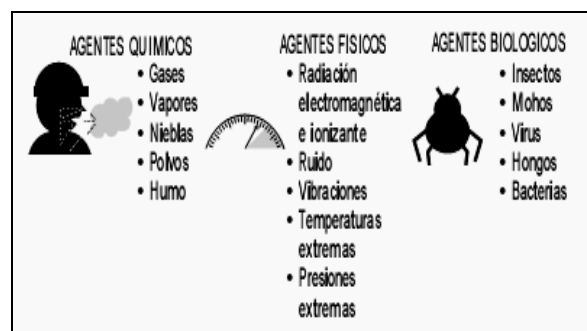 AGENTES QUIMICOS
• Gases
• Vapores
• Nieblas
• Polvos
• Humo
AGENTES FISICOS
• Radiación
electromagnética
e ionizante
• Ruido
• Vibraciones
• Temperaturas
extremas
• Presiones
extremas
AGENTES BIOLOGICOS
• Insectos
• Mohos
• Virus
• Hongos
• Bacterias